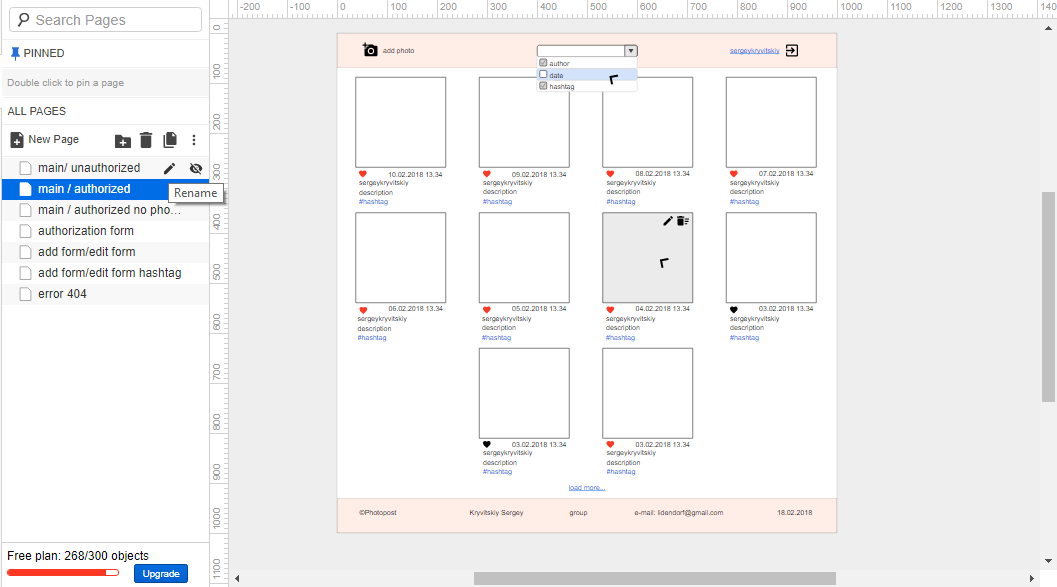 Search Pages
PINNED
Double click to pin a page
ALL PAGES
New Page
main/ unauthorized
main / authorized
Rename
main / authorized no pho...
authorization form
add form/edit form
add form/edit form hashtag
error 404
Free plan: 268/300 objects
Upgrade
-200 -100 0 100 200 300 400 500 600 700 800 900 1000 1100 1200 1300 140
0
100
200
300
400
500
600
700
800
900
1000
1100
add photo
sergeykryvitskiy
author
date
hashtag
10.02.2018 13.34 09.02.2018 13.34 08.02.2018 13.34 07.02.2018 13.34
sergeykryvitskiy sergeykryvitskiy sergeykryvitskiy sergeykryvitskiy
description description description description
#hashtag #hashtag #hashtag #hashtag
06.02.2018 13.34 05.02.2018 13.34 04.02.2018 13.34 03.02.2018 13.34
sergeykryvitskiy sergeykryvitskiy sergeykryvitskiy sergeykryvitskiy
description description description description
#hashtag #hashtag #hashtag #hashtag
03.02.2018 13.34 03.02.2018 13.34
sergeykryvitskiy sergeykryvitskiy
description description
#hashtag #hashtag
load more...
©Photopost Kryvitskiy Sergey group e-mail: lidendorf@gmail.com 18.02.2018